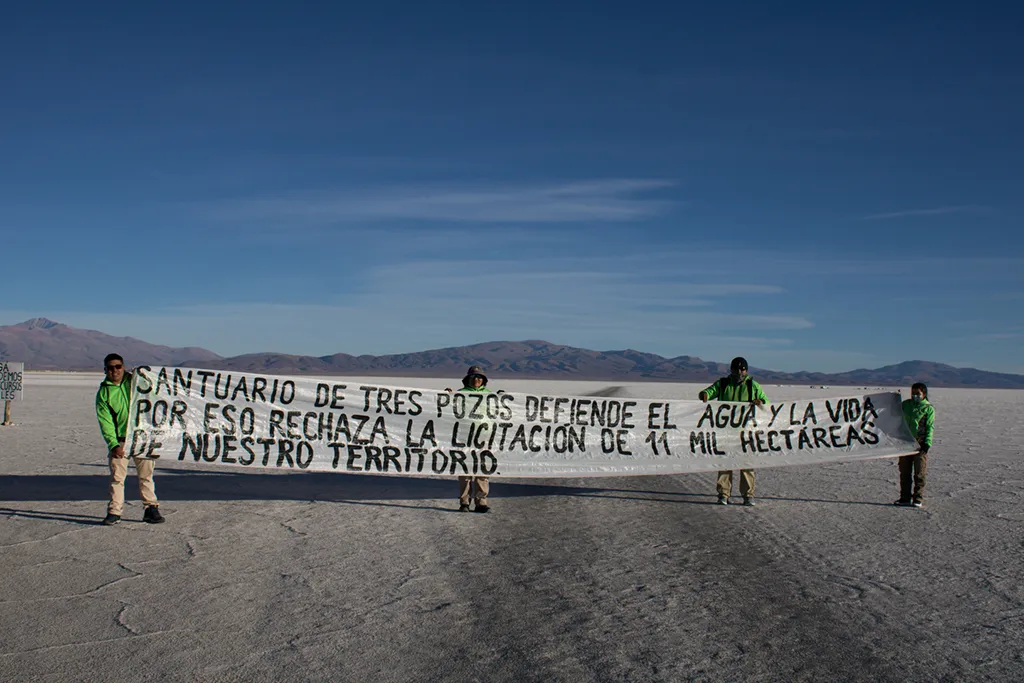 SANTUARIO DE TRES POZOS DEFIENDE EL AGUA Y LA VIDA
POR ESO RECHAZA LA LICITACIÓN DE 11 MIL HECTÁREAS
DE NUESTRO TERRITORIO.